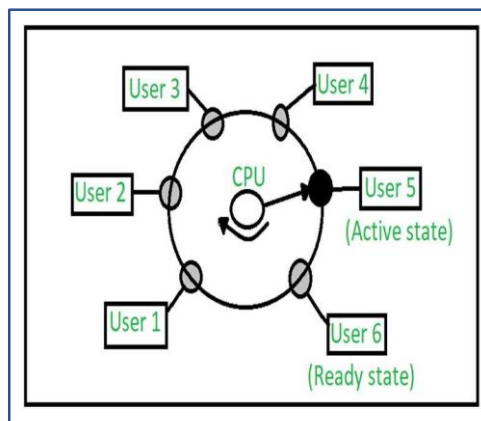 User 3
User 4
CPU
User 2
User 5
(Active state)
User 1
User 6
(Ready state)